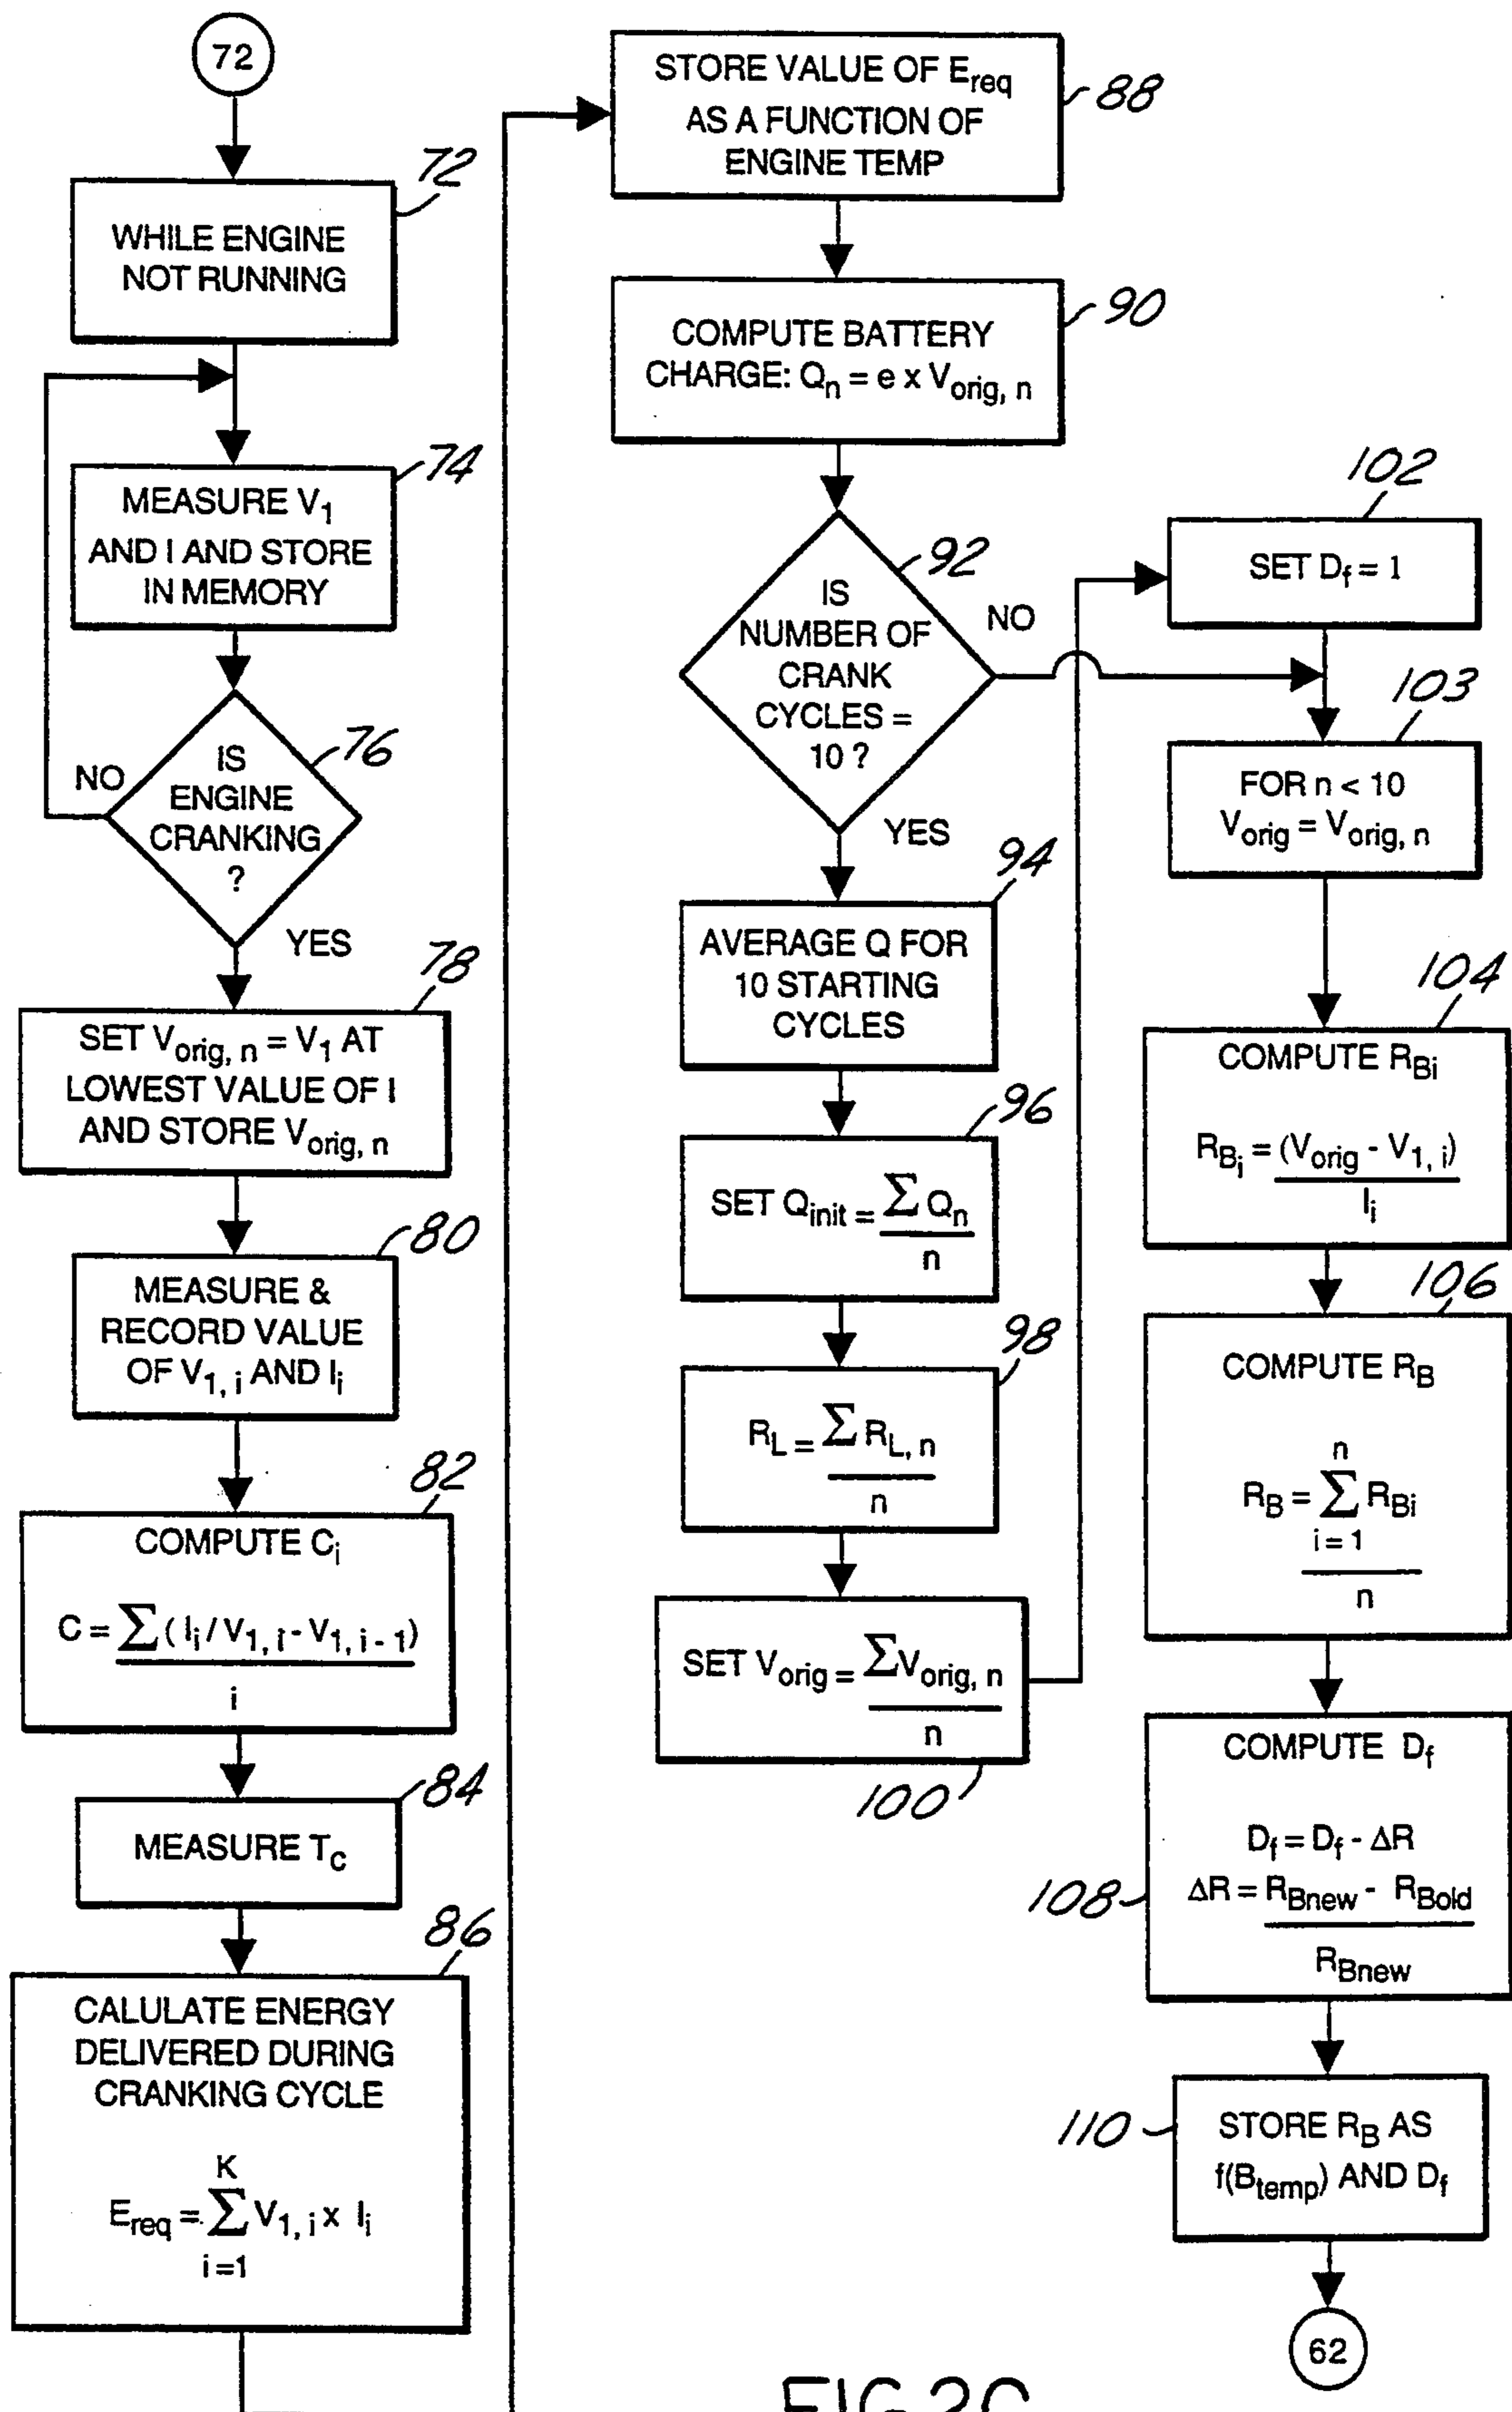 72
72
WHILE ENGINE
NOT RUNNING
74
MEASURE V1
AND I AND STORE
IN MEMORY
76
IS
ENGINE
CRANKING
?
NO
YES
78
SET Vorig, n = V1 AT
LOWEST VALUE OF I
AND STORE Vorig, n
80
MEASURE &
RECORD VALUE
OF V1, i AND Ii
82
COMPUTE Ci
C = Σ ( Ii / V1, i - V1, i - 1)
i
84
MEASURE Tc
86
CALULATE ENERGY
DELIVERED DURING
CRANKING CYCLE
K
Ereq = Σ V1, i x Ii
i =1
STORE VALUE OF Ereq
AS A FUNCTION OF
ENGINE TEMP
88
COMPUTE BATTERY
CHARGE: Qn = e x Vorig, n
90
92
IS
NUMBER OF
CRANK
CYCLES =
10 ?
NO
YES
94
AVERAGE Q FOR
10 STARTING
CYCLES
96
SET Qinit = Σ Qn
n
98
RL = Σ RL, n
n
SET Vorig = ΣVorig, n
n
100
102
SET Df = 1
103
FOR n < 10
Vorig = Vorig, n
104
COMPUTE RBi
RBi = (Vorig - V1, i)
Ii
106
COMPUTE RB
n
RB = Σ RBi
i = 1
n
COMPUTE Df
Df = Df - ΔR
108
ΔR = RBnew - RBold
RBnew
110
STORE RB AS
f(Btemp) AND Df
62
FIG.2C